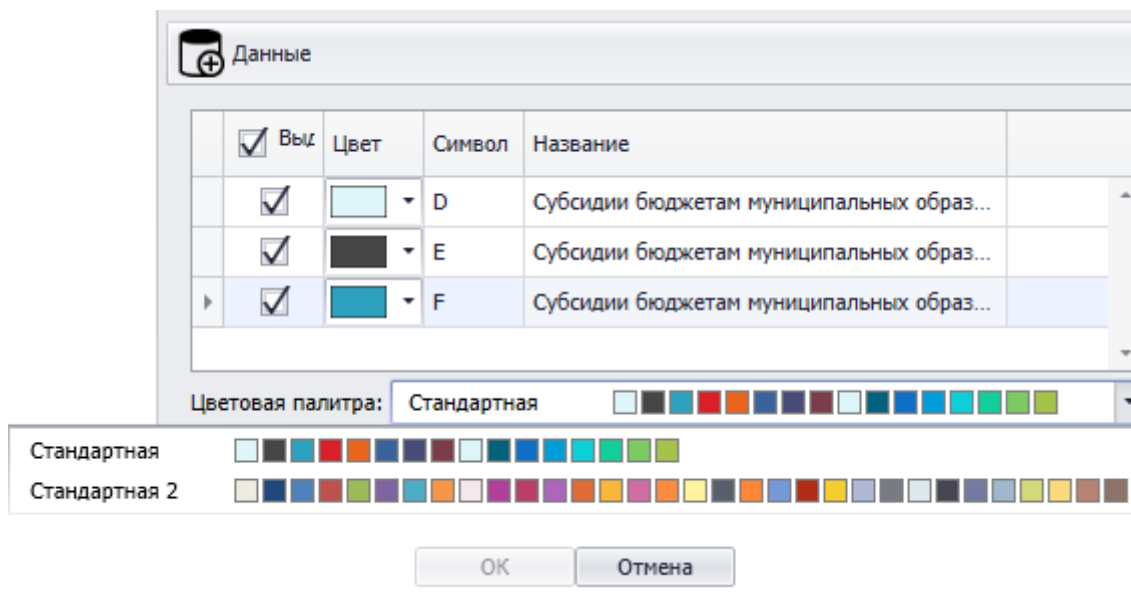 Данные
Выд Цвет Символ Название
D Субсидии бюджетам муниципальных образ...
E Субсидии бюджетам муниципальных образ...
F Субсидии бюджетам муниципальных образ...
Цветовая палитра: Стандартная
Стандартная
Стандартная 2
OK Отмена